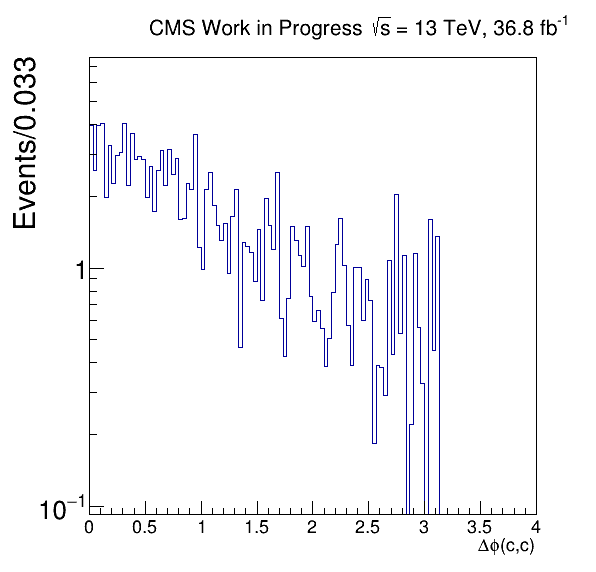 CMS Work in Progress √s = 13 TeV, 36.8 fb⁻¹
Events/0.033
1
10⁻¹
0 0.5 1 1.5 2 2.5 3 3.5 4
Δϕ(c,c)